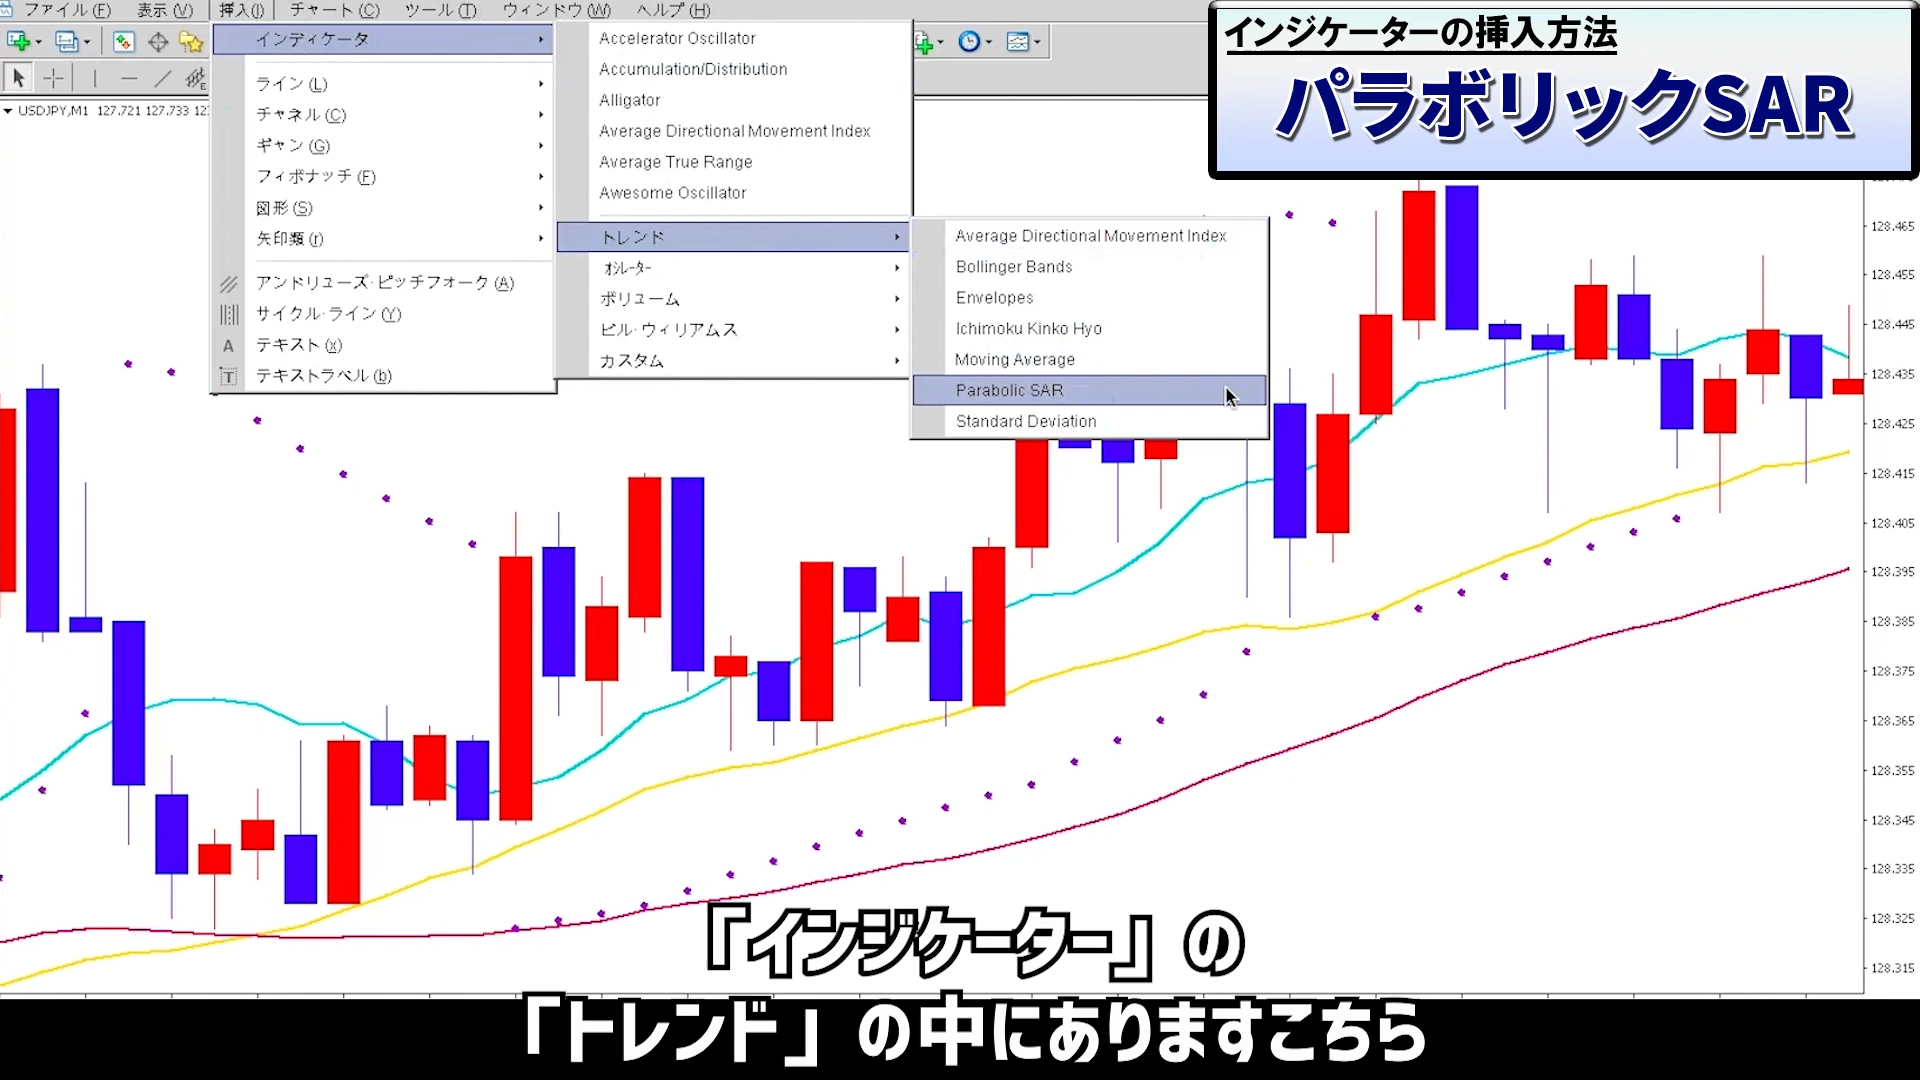 ファイル(F) 表示(V) 挿入(I) チャート(C) ツール(T) ウィンドウ(W) ヘルプ(H)
インジケーターの挿入方法
パラボリックSAR
USDJPY,M1 127.721 127.733
インディケータ
ライン(L)
チャネル(C)
ギャン(G)
フィボナッチ(F)
図形(S)
矢印類(r)
アンドリューズ・ピッチフォーク(A)
サイクル・ライン(Y)
テキスト(x)
テキストラベル(b)
Accelerator Oscillator
Accumulation/Distribution
Alligator
Average Directional Movement Index
Average True Range
Awesome Oscillator
トレンド
オシレーター
ボリューム
ビル・ウィリアムス
カスタム
Average Directional Movement Index
Bollinger Bands
Envelopes
Ichimoku Kinko Hyo
Moving Average
Parabolic SAR
Standard Deviation
128.465
128.455
128.445
128.435
128.425
128.415
128.405
128.395
128.385
128.375
128.365
128.355
128.345
128.335
128.325
128.315
「インジケーター」の
「トレンド」の中にありますこちら